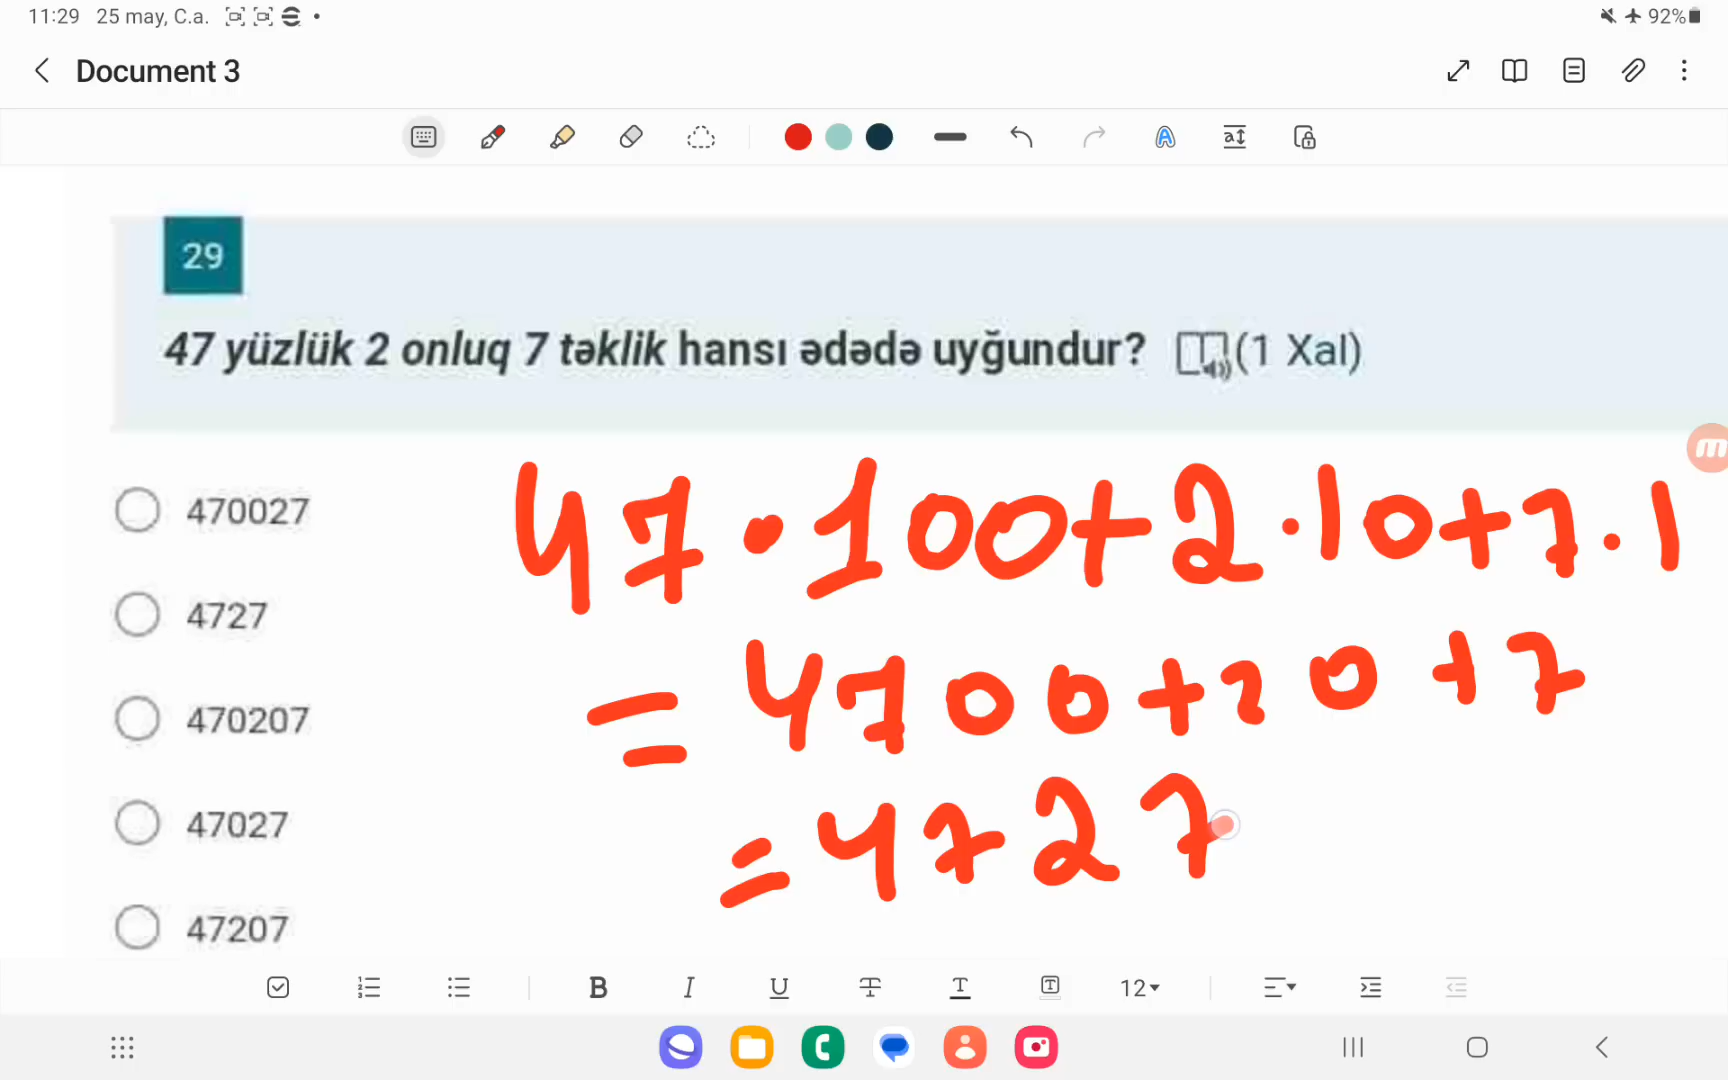 11:29 25 may, C.a.
92%
Document 3
29
47 yüzlük 2 onluq 7 təklik hansı ədədə uyğundur? (1 Xal)
470027
47·100+2·10+7·1
4727
=4700+20+7
470207
47027
=4727
47207
B I U T T T 12